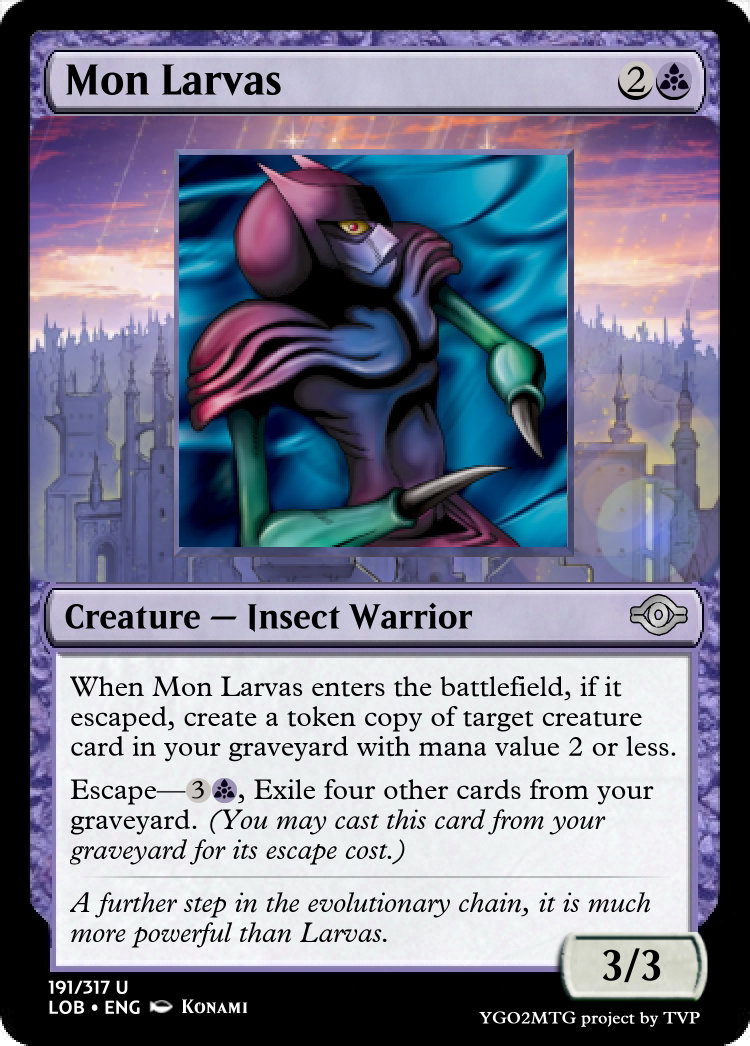 Mon Larvas 2
Creature — Insect Warrior
When Mon Larvas enters the battlefield, if it
escaped, create a token copy of target creature
card in your graveyard with mana value 2 or less.
Escape—3, Exile four other cards from your
graveyard. (You may cast this card from your
graveyard for its escape cost.)
A further step in the evolutionary chain, it is much
more powerful than Larvas.
3/3
191/317 U
LOB • ENG KONAMI
YGO2MTG project by TVP